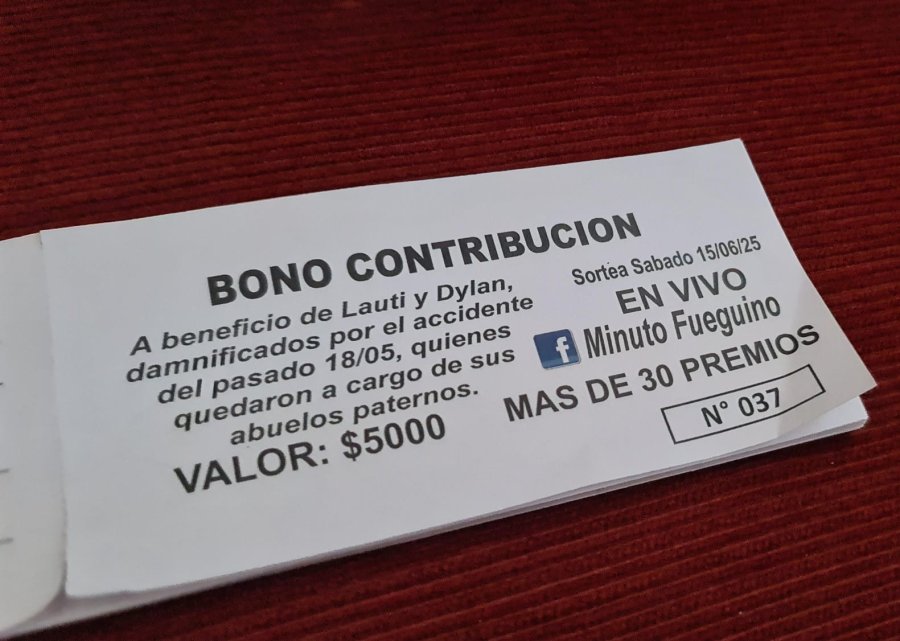 BONO CONTRIBUCION
A beneficio de Lauti y Dylan,
damnificados por el accidente
del pasado 18/05, quienes
quedaron a cargo de sus
abuelos paternos.
VALOR: $5000
Sortea Sabado 15/06/25
EN VIVO
f Minuto Fueguino
MAS DE 30 PREMIOS
N° 037